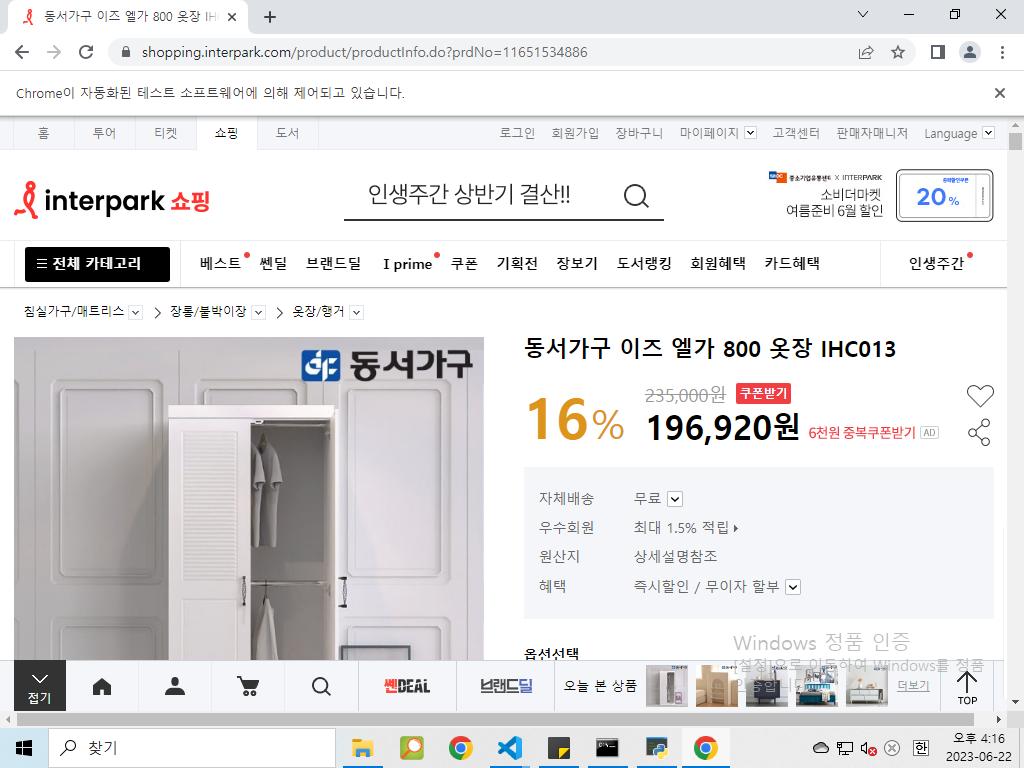 동서가구 이즈 엘가 800 옷장 IH
shopping.interpark.com/product/productInfo.do?prdNo=11651534886
Chrome이 자동화된 테스트 소프트웨어에 의해 제어되고 있습니다.
홈 투어 티켓 쇼핑 도서 로그인 회원가입 장바구니 마이페이지 고객센터 판매자매니저 Language
interpark 쇼핑
인생주간 상반기 결산!!
중소기업유통센터 X INTERPARK
소비더마켓
여름준비 6월 할인
20%
전체 카테고리 베스트 쎈딜 브랜드딜 I prime 쿠폰 기획전 장보기 도서랭킹 회원혜택 카드혜택 인생주간
침실가구/매트리스 장롱/붙박이장 옷장/행거
동서가구
동서가구 이즈 엘가 800 옷장 IHC013
16%
235,000원 쿠폰받기
196,920원 6천원 중복쿠폰받기 AD
자체배송 무료
우수회원 최대 1.5% 적립
원산지 상세설명참조
혜택 즉시할인 / 무이자 할부
옵션선택
Windows 정품 인증
[설정]으로 이동하여 Windows를 정품
인증합니다.
접기
쎈DEAL
브랜드딜
오늘 본 상품
더보기
TOP
찾기
한
오후 4:16
2023-06-22